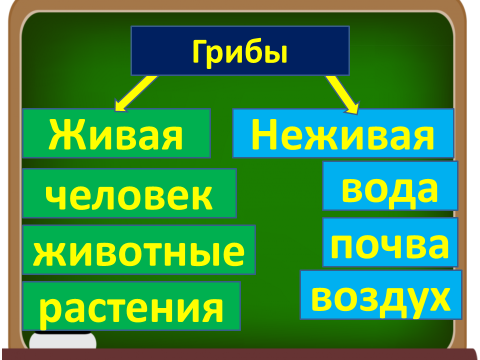 Грибы
Живая
Неживая
человек
вода
животные
почва
растения
воздух